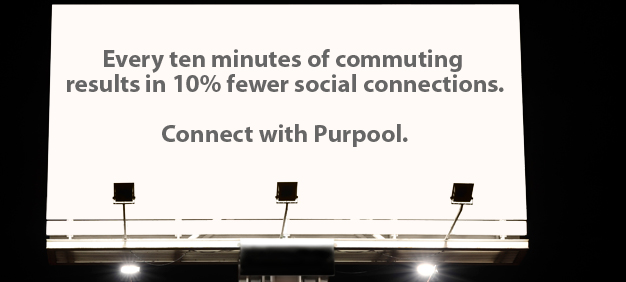 Every ten minutes of commuting
results in 10% fewer social connections.
Connect with Purpool.